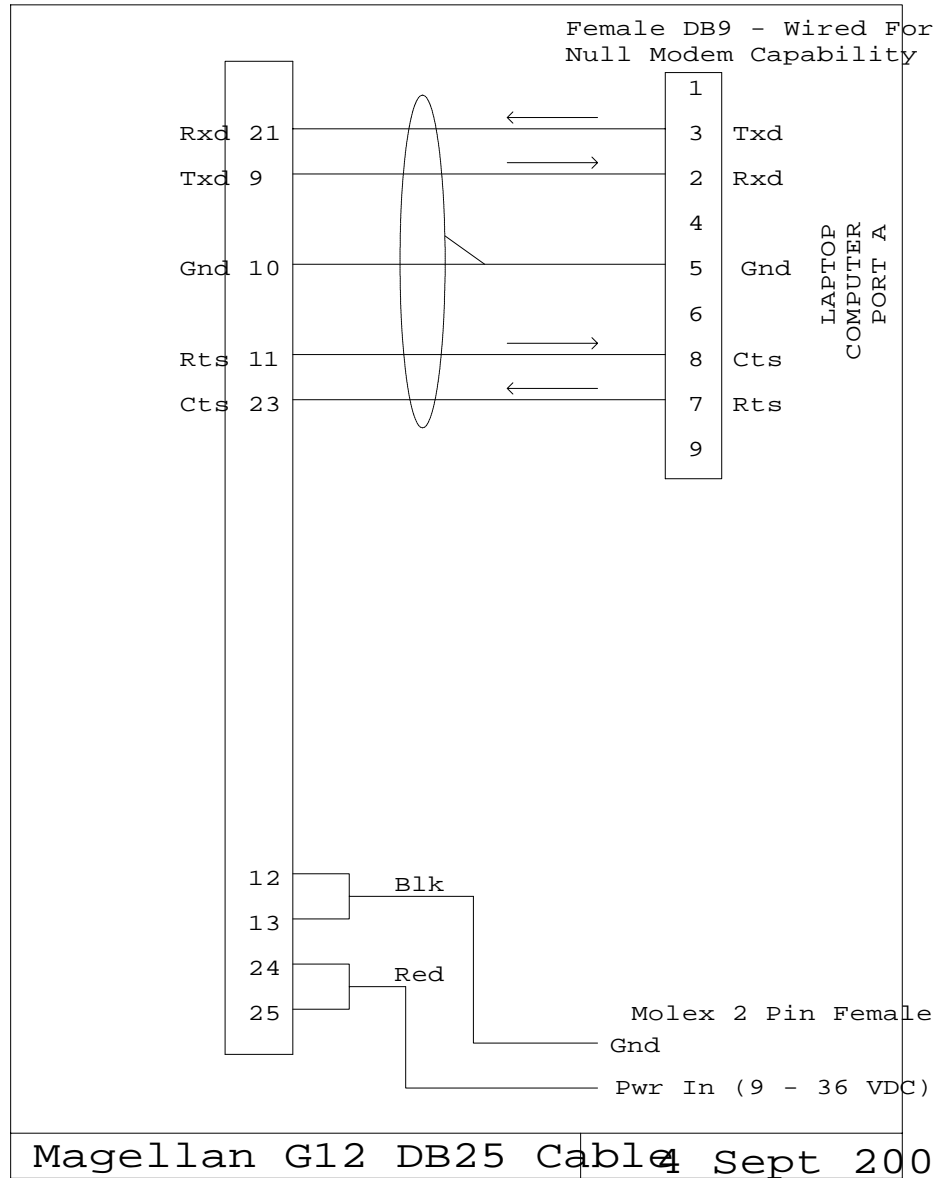 Female DB9 - Wired For
Null Modem Capability
1
Rxd 21 3 Txd
Txd 9 2 Rxd
4
Gnd 10 5 Gnd
6
Rts 11 8 Cts
Cts 23 7 Rts
9
LAPTOP
COMPUTER
PORT A
12
Blk
13
24
Red
25
Molex 2 Pin Female
Gnd
Pwr In (9 - 36 VDC)
Magellan G12 DB25 Cable
4 Sept 200